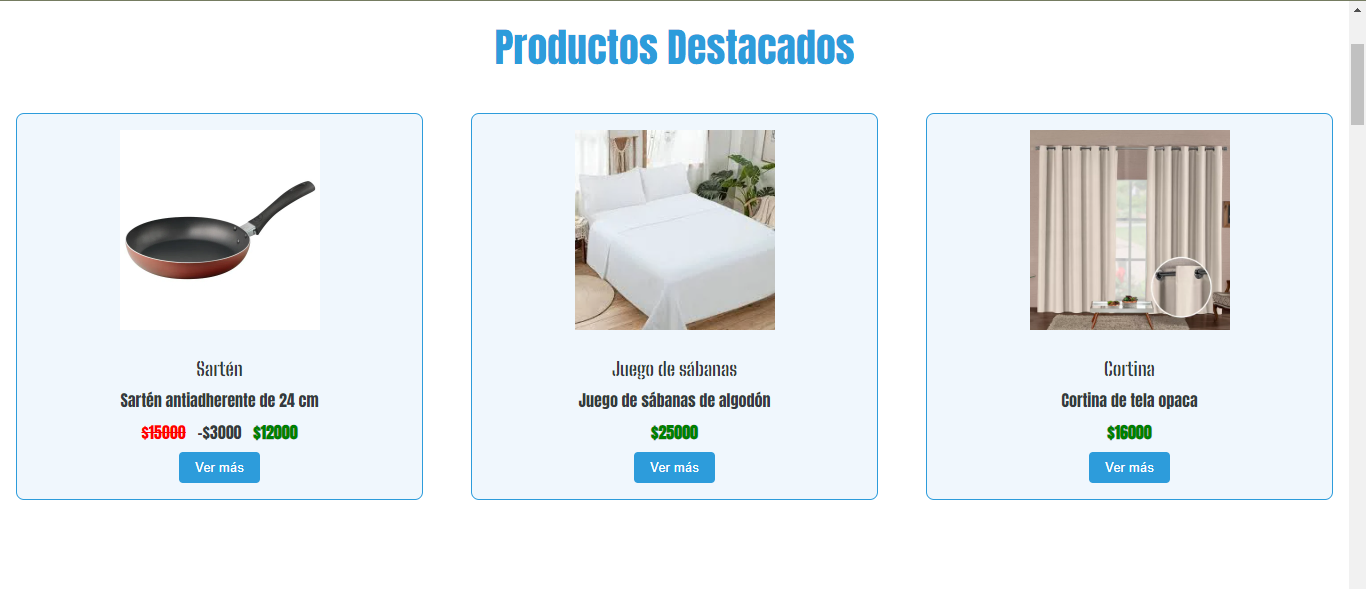 Productos Destacados
Sartén
Sartén antiadherente de 24 cm
$15000 -$3000 $12000
Ver más
Juego de sábanas
Juego de sábanas de algodón
$25000
Ver más
Cortina
Cortina de tela opaca
$16000
Ver más